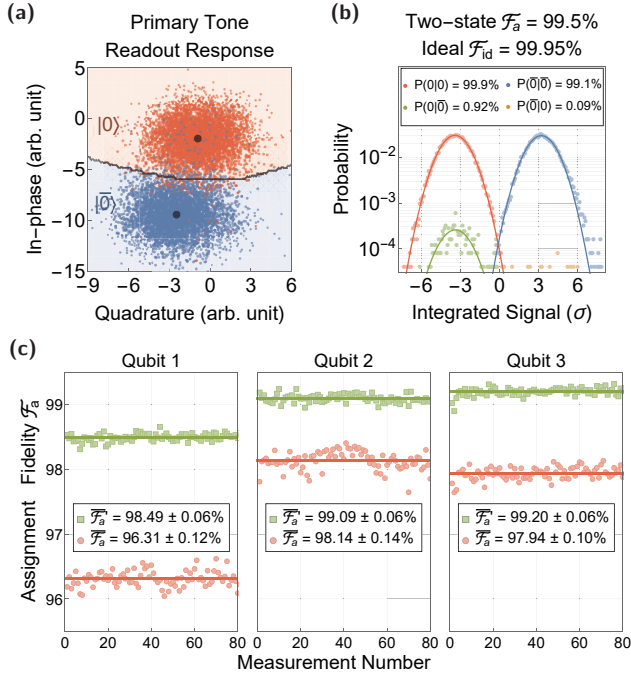 (a)
Primary Tone
Readout Response
In-phase (arb. unit)
5
0
−5
−10
−15
|0⟩
|0̅⟩
−9 −6 −3 0 3 6
Quadrature (arb. unit)
(b)
Two-state ℱₐ = 99.5%
Ideal ℱ_id = 99.95%
P(0|0) = 99.9% P(0̅|0̅) = 99.1%
P(0|0̅) = 0.92% P(0̅|0) = 0.09%
Probability
10⁻²
10⁻³
10⁻⁴
−6 −3 0 3 6
Integrated Signal (σ)
(c)
Qubit 1 Qubit 2 Qubit 3
Assignment Fidelity ℱₐ
99
98
97
96
ℱ̅ₐ' = 98.49 ± 0.06%
ℱ̅ₐ = 96.31 ± 0.12%
ℱ̅ₐ' = 99.09 ± 0.06%
ℱ̅ₐ = 98.14 ± 0.14%
ℱ̅ₐ' = 99.20 ± 0.06%
ℱ̅ₐ = 97.94 ± 0.10%
0 20 40 60 80 0 20 40 60 80 0 20 40 60 80
Measurement Number